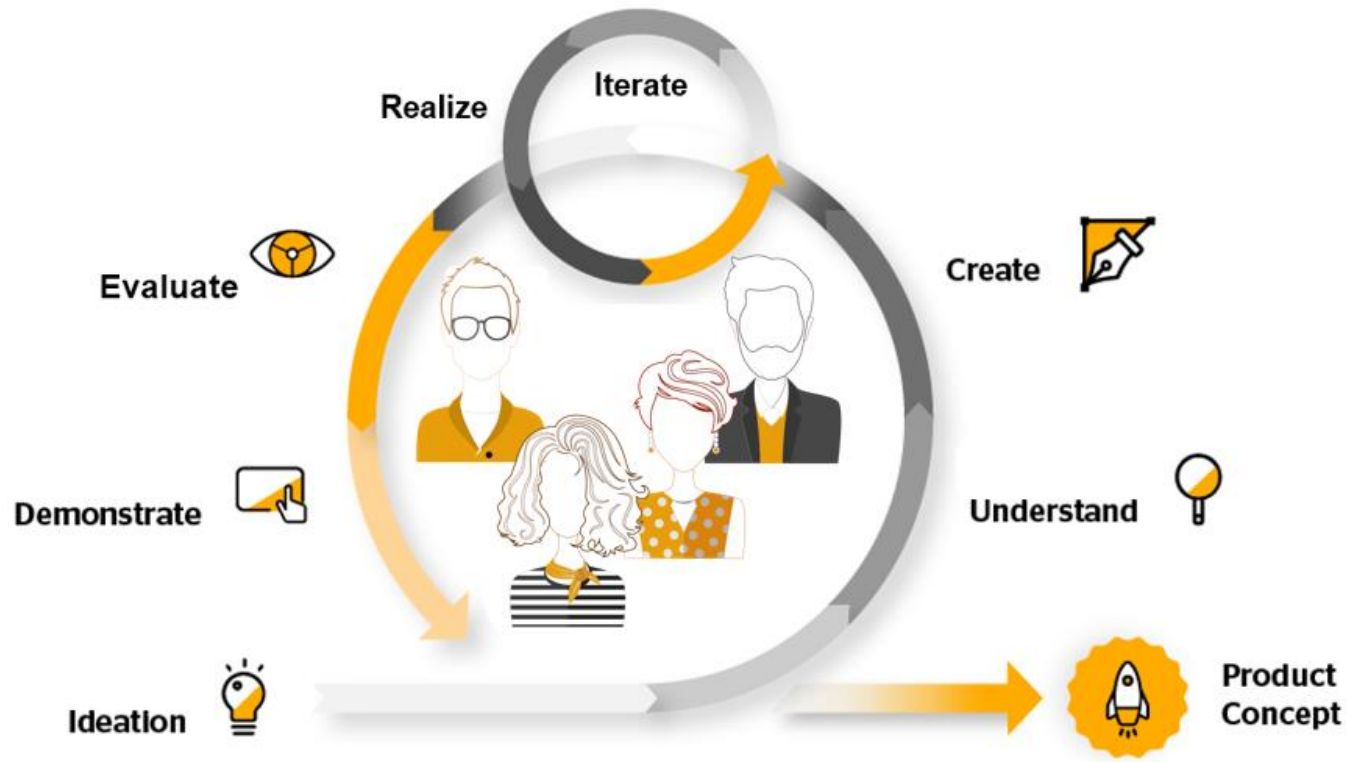 Iterate
Realize
Evaluate
Create
Demonstrate
Understand
Ideation
Product
Concept